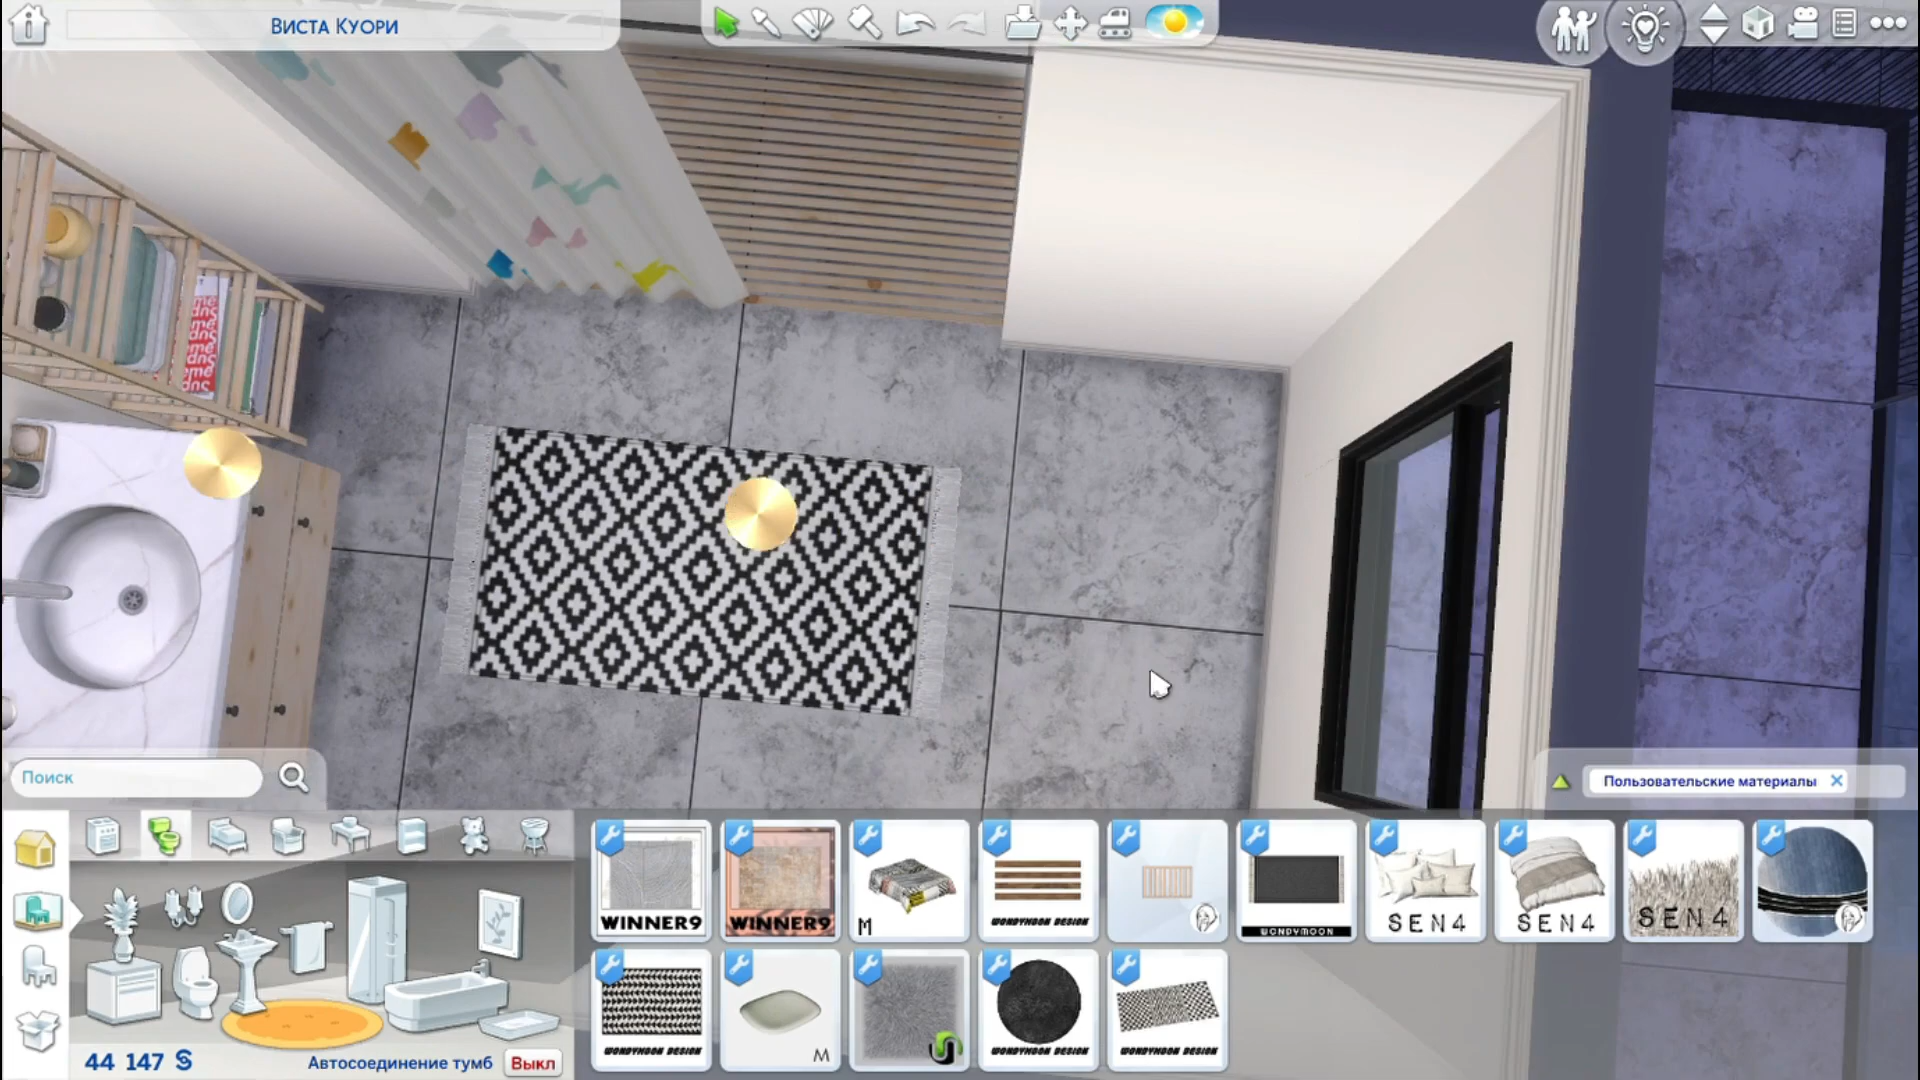 Виста Куори
Поиск
Пользовательские материалы
WINNER9
WINNER9
M
WONDYMOON DESIGN
WONDYMOON
SEN4
SEN4
SEN4
WONDYMOON DESIGN
M
WONDYMOON DESIGN
WONDYMOON DESIGN
44 147 S
Автосоединение тумб
Выкл